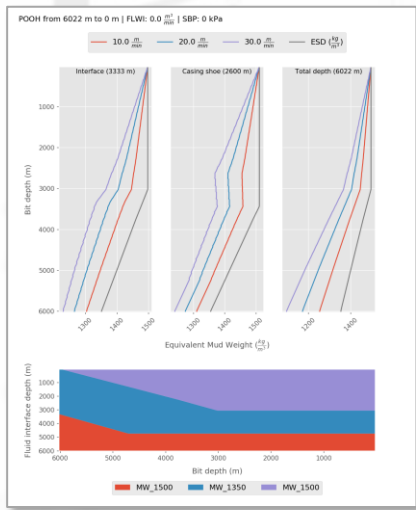 POOH from 6022 m to 0 m | FLWI: 0.0 m³/min | SBP: 0 kPa
10.0 m/min 20.0 m/min 30.0 m/min ESD (kg/m³)
Interface (3333 m) Casing shoe (2600 m) Total depth (6022 m)
1000
2000
3000
4000
5000
6000
Bit depth (m)
1300 1400 1500 1300 1400 1500 1200 1400
Equivalent Mud Weight (kg/m³)
1000
2000
3000
4000
5000
6000
Fluid interface depth (m)
6000 5000 4000 3000 2000 1000
Bit depth (m)
MW_1500 MW_1350 MW_1500